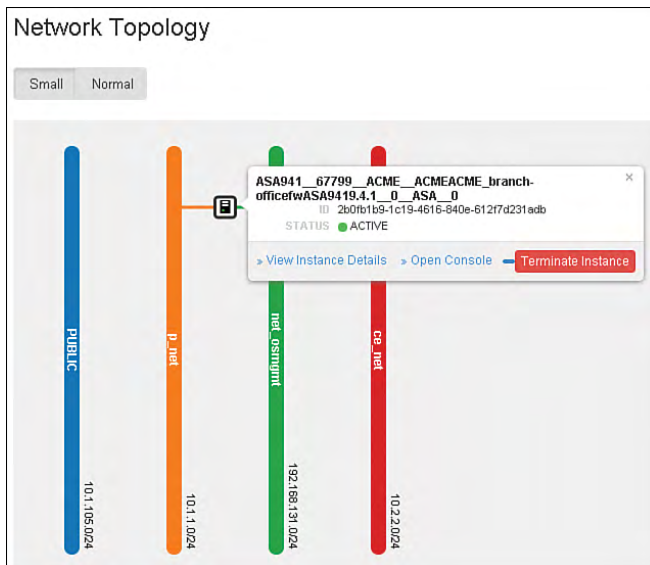 Network Topology
Small
Normal
ASA941__67799__ACME__ACMEACME_branch-
officefwASA9419.4.1__0__ASA__0
ID 2b0fb1b9-1c19-4616-840e-612f7d231adb
STATUS ACTIVE
» View Instance Details » Open Console Terminate Instance
PUBLIC
10.1.105.0/24
p_net
10.1.1.0/24
net_osmgmt
192.168.131.0/24
ce_net
10.2.2.0/24